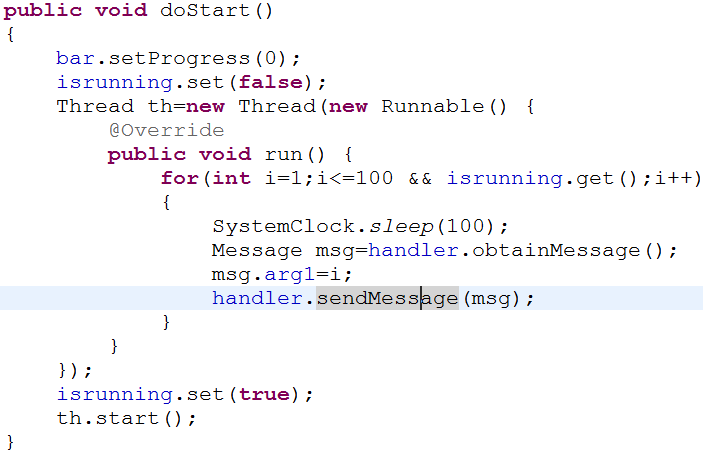 public void doStart()
{
    bar.setProgress(0);
    isrunning.set(false);
    Thread th=new Thread(new Runnable() {
        @Override
        public void run() {
            for(int i=1;i<=100 && isrunning.get();i++)
            {
                SystemClock.sleep(100);
                Message msg=handler.obtainMessage();
                msg.arg1=i;
                handler.sendMessage(msg);
            }
        }
    });
    isrunning.set(true);
    th.start();
}